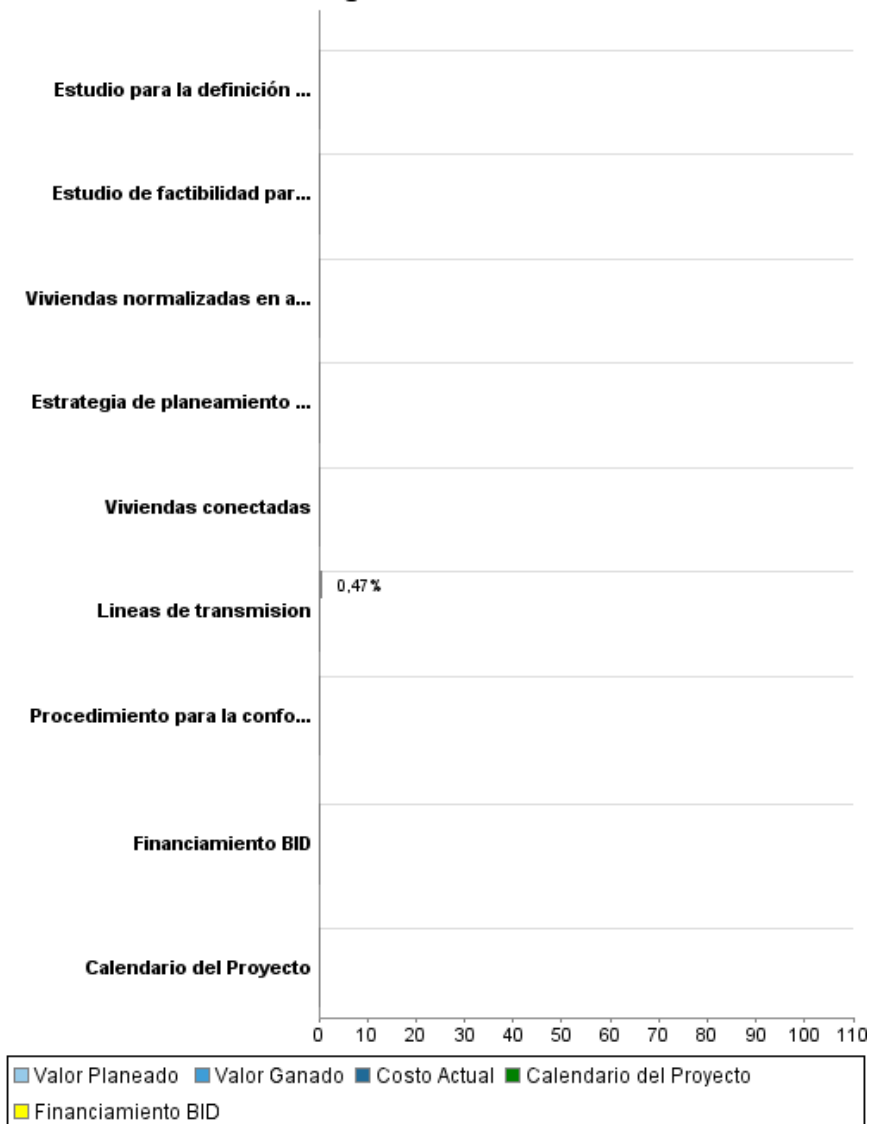 Estudio para la definición ...
Estudio de factibilidad par...
Viviendas normalizadas en a...
Estrategia de planeamiento ...
Viviendas conectadas
0,47%
Lineas de transmision
Procedimiento para la confo...
Financiamiento BID
Calendario del Proyecto
0 10 20 30 40 50 60 70 80 90 100 110
Valor Planeado Valor Ganado Costo Actual Calendario del Proyecto
Financiamiento BID